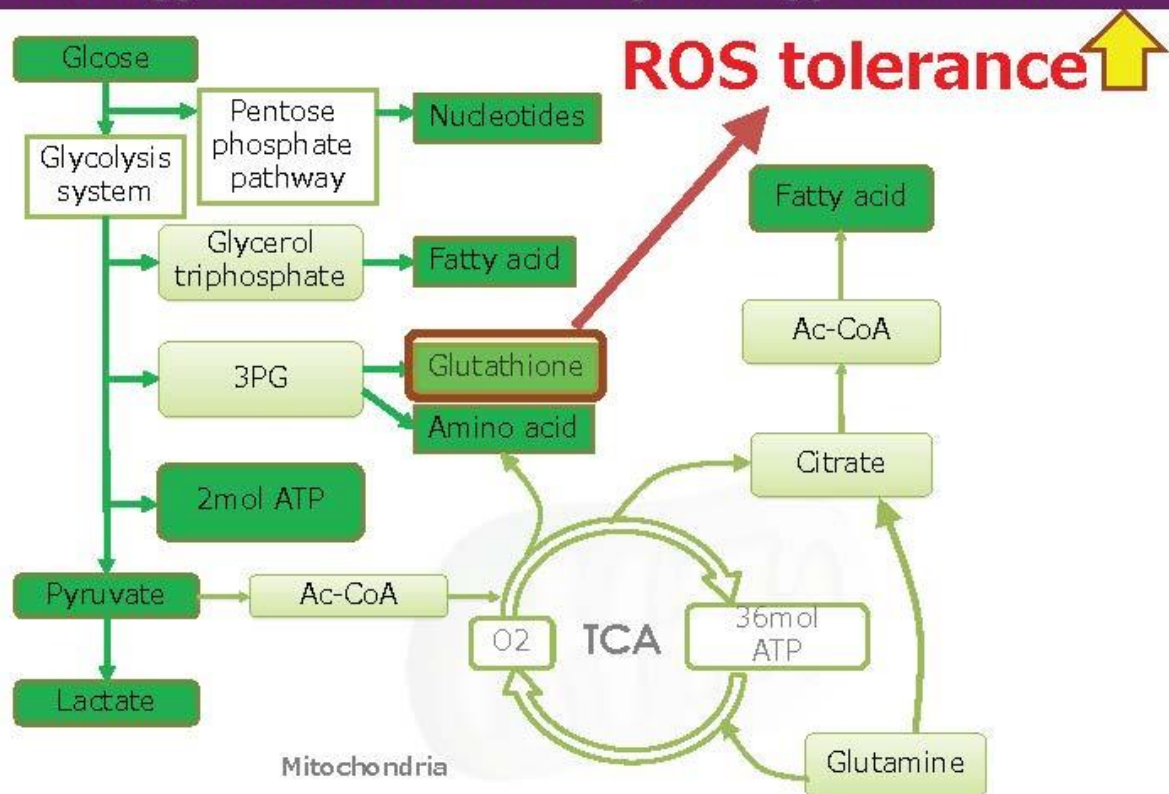 Glcose
ROS tolerance
Pentose
phosphate
pathway
Nucleotides
Glycolysis
system
Fatty acid
Glycerol
triphosphate
Fatty acid
Ac-CoA
3PG
Glutathione
Amino acid
Citrate
2mol ATP
Pyruvate
Ac-CoA
O2
TCA
36mol
ATP
Lactate
Mitochondria
Glutamine